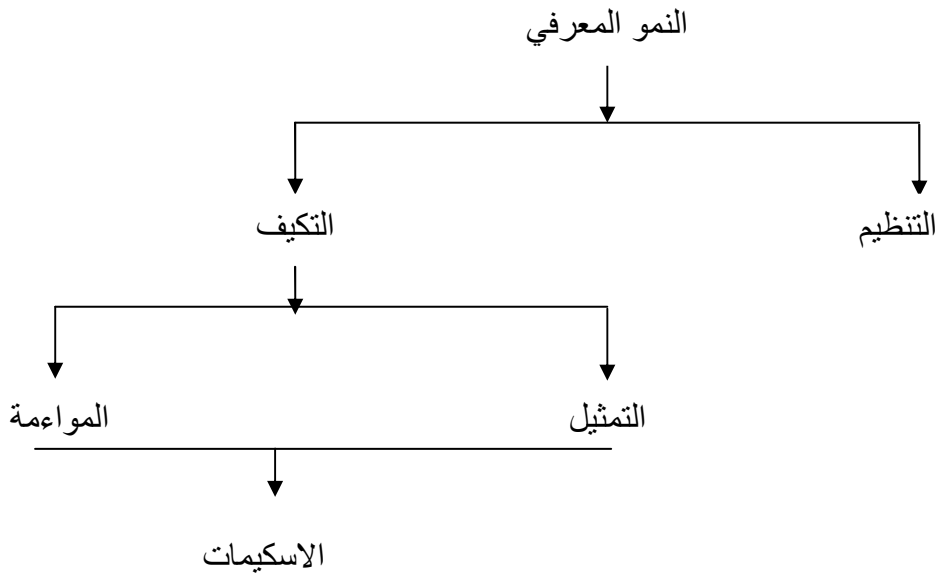 النمو المعرفي
التنظيم
التكيف
التمثيل
المواءمة
الاسكيمات